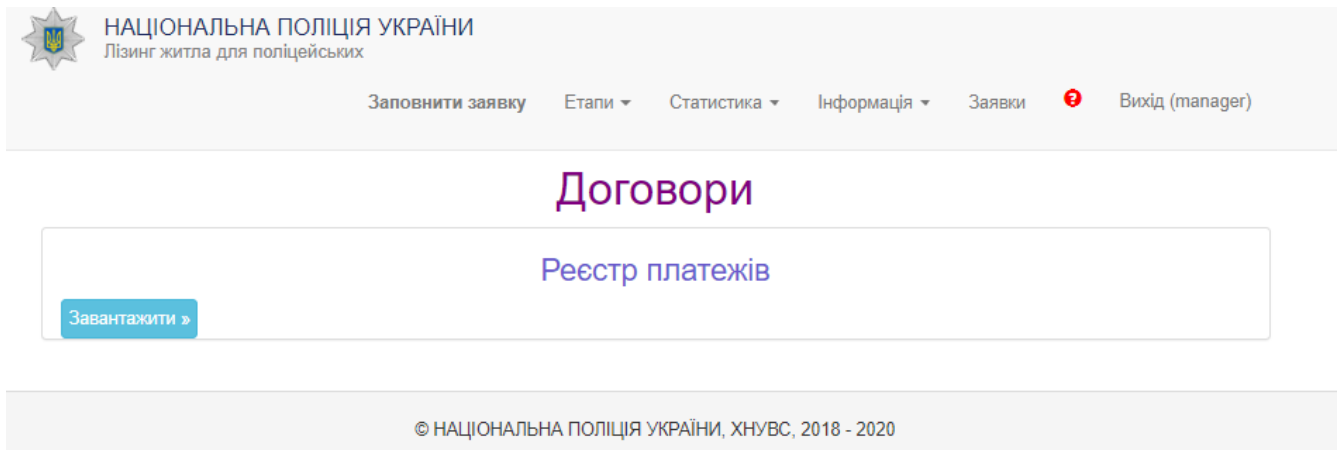 НАЦІОНАЛЬНА ПОЛІЦІЯ УКРАЇНИ
Лізинг житла для поліцейських
Заповнити заявку Етапи Статистика Інформація Заявки ? Вихід (manager)
Договори
Реєстр платежів
Завантажити »
© НАЦІОНАЛЬНА ПОЛІЦІЯ УКРАЇНИ, ХНУВС, 2018 - 2020